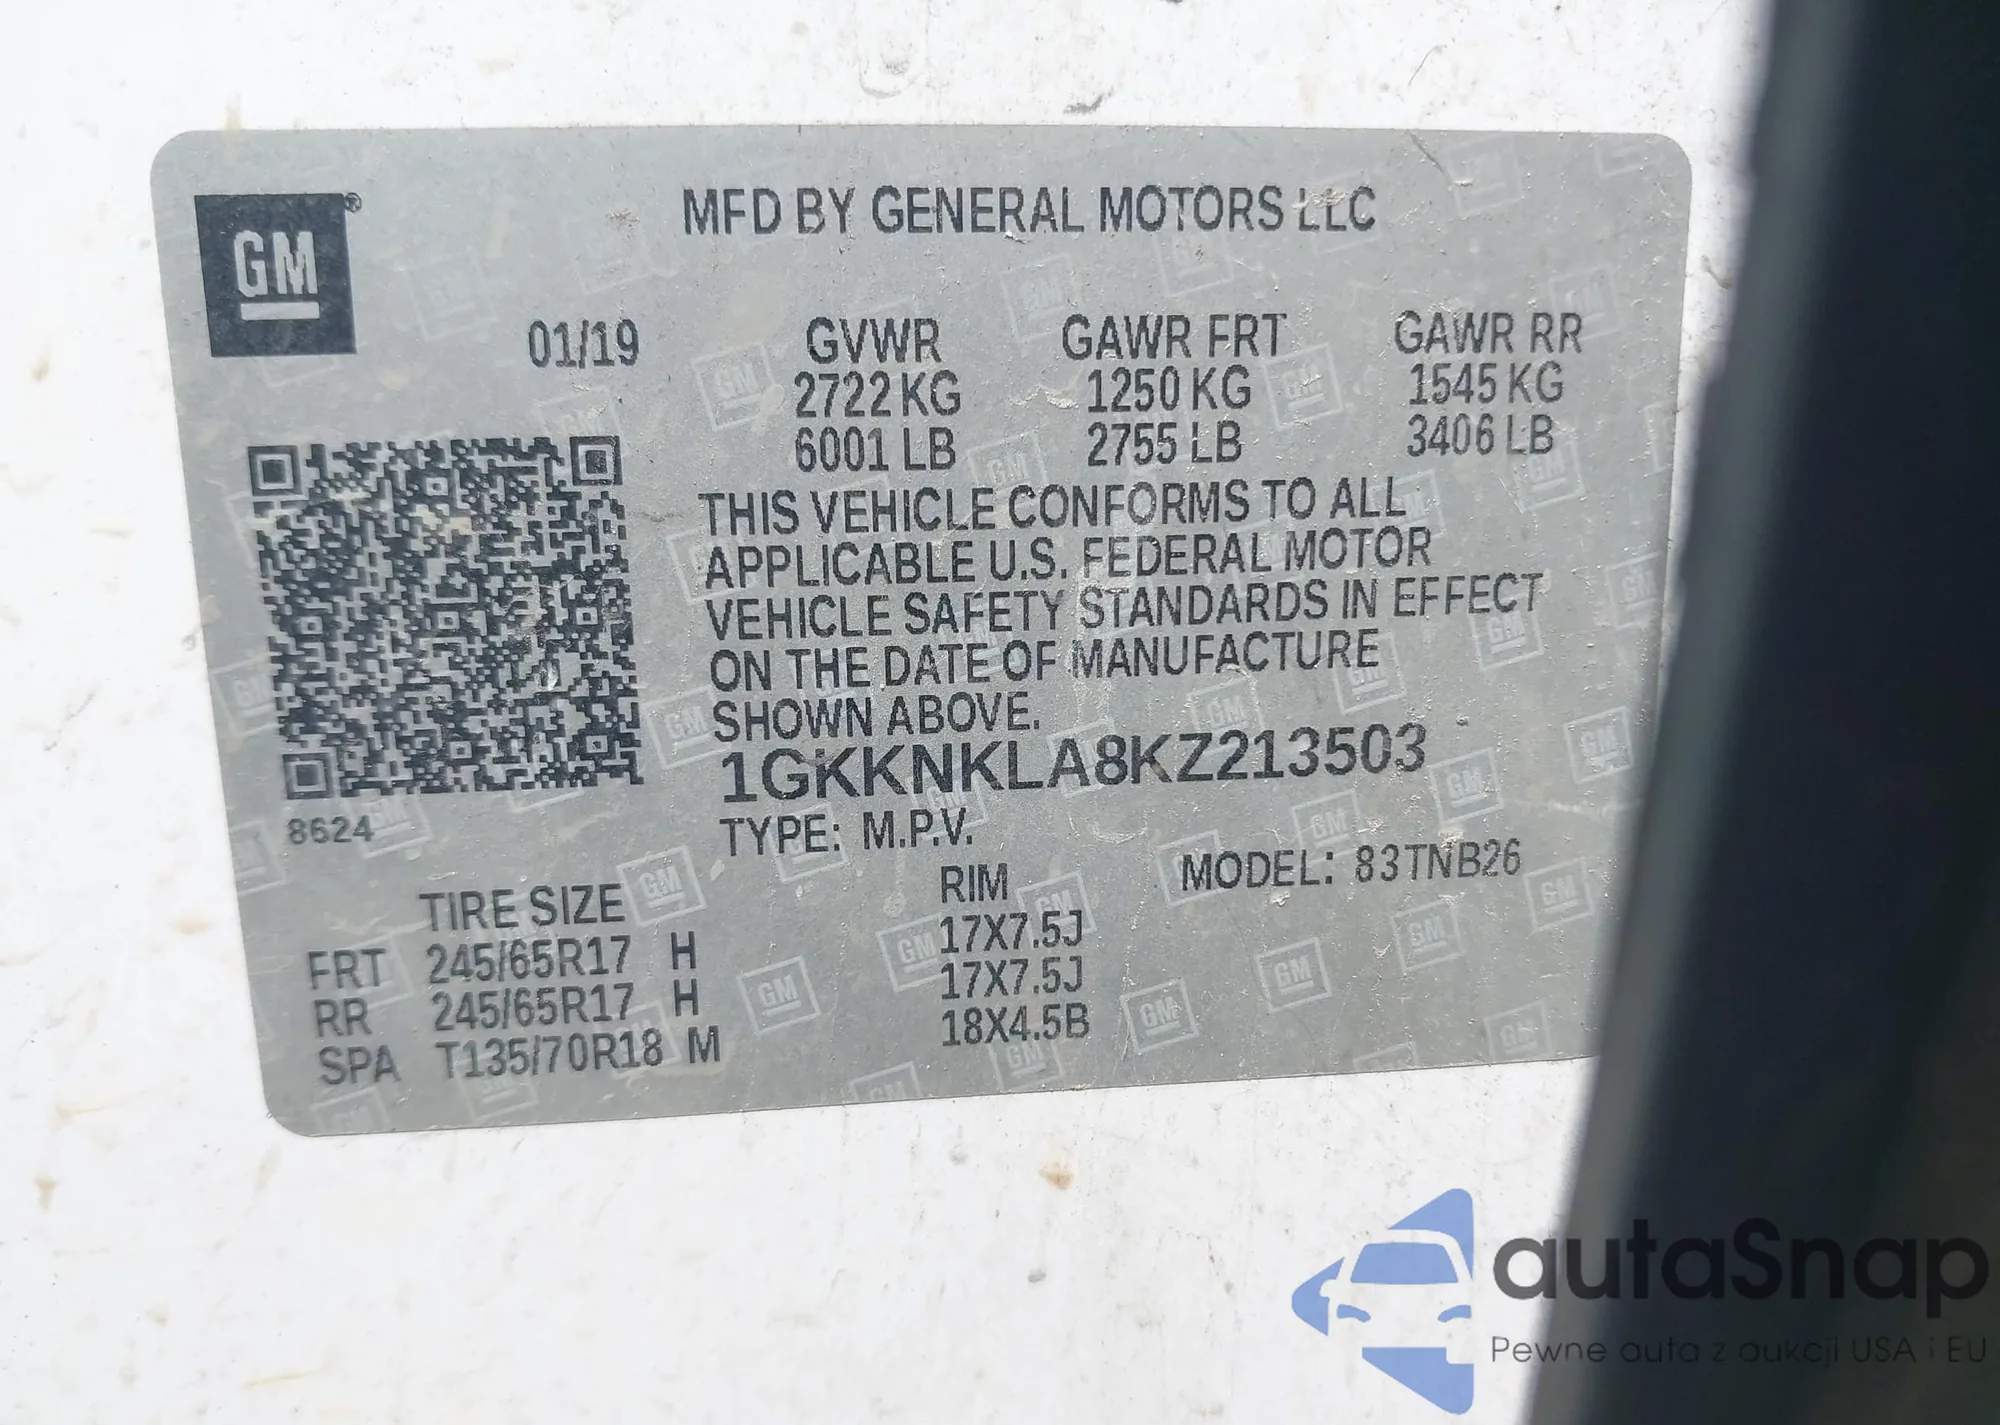 GM®
MFD BY GENERAL MOTORS LLC
01/19
GVWR GAWR FRT GAWR RR
2722 KG 1250 KG 1545 KG
6001 LB 2755 LB 3406 LB
THIS VEHICLE CONFORMS TO ALL
APPLICABLE U.S. FEDERAL MOTOR
VEHICLE SAFETY STANDARDS IN EFFECT
ON THE DATE OF MANUFACTURE
SHOWN ABOVE.
1GKKNKLA8KZ213503
8624
TYPE: M.P.V.
MODEL: 83TNB26
TIRE SIZE RIM
FRT 245/65R17 H 17X7.5J
RR 245/65R17 H 17X7.5J
SPA T135/70R18 M 18X4.5B
autaSnap
Pewne auta z aukcji USA i EU